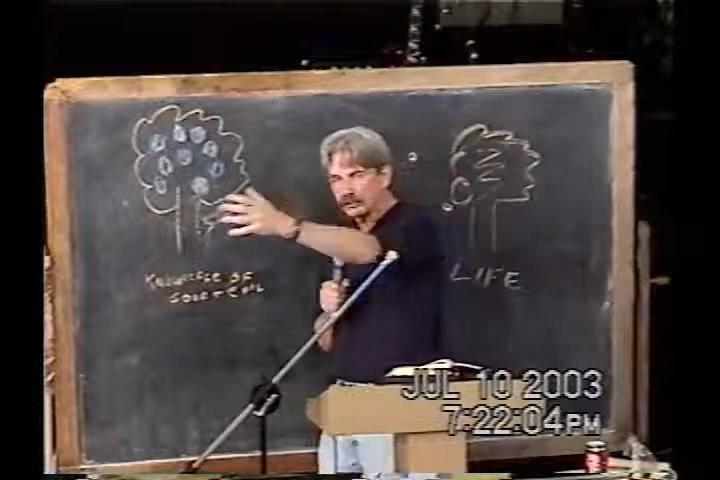 KNOWLEDGE OF
GOOD + EVIL
LIFE
JUL 10 2003
7:22:04 PM